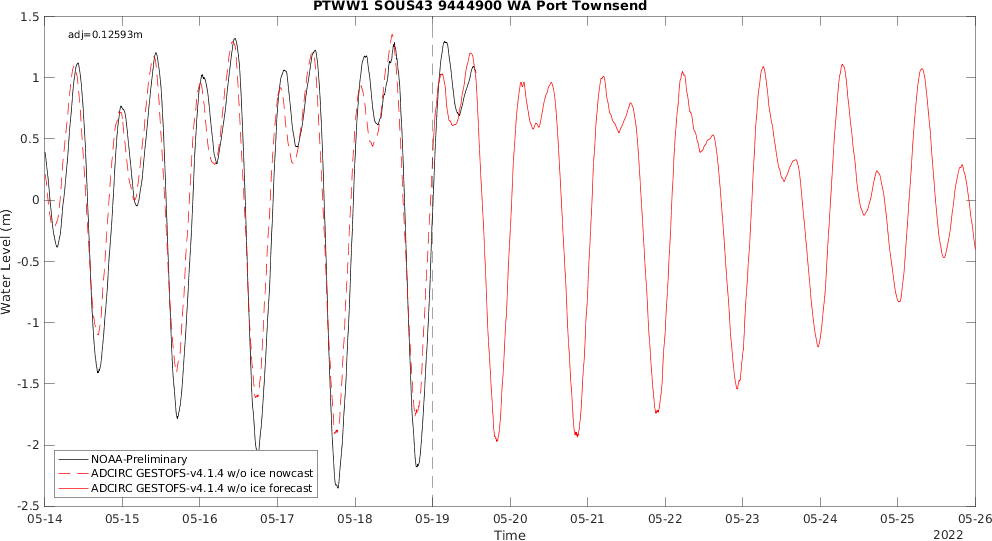 PTWW1 SOUS43 9444900 WA Port Townsend
adj=0.12593m
1.5
1
0.5
0
-0.5
-1
-1.5
-2
-2.5
Water Level (m)
NOAA-Preliminary
ADCIRC GESTOFS-v4.1.4 w/o ice nowcast
ADCIRC GESTOFS-v4.1.4 w/o ice forecast
05-14 05-15 05-16 05-17 05-18 05-19 05-20 05-21 05-22 05-23 05-24 05-25 05-26
Time
2022